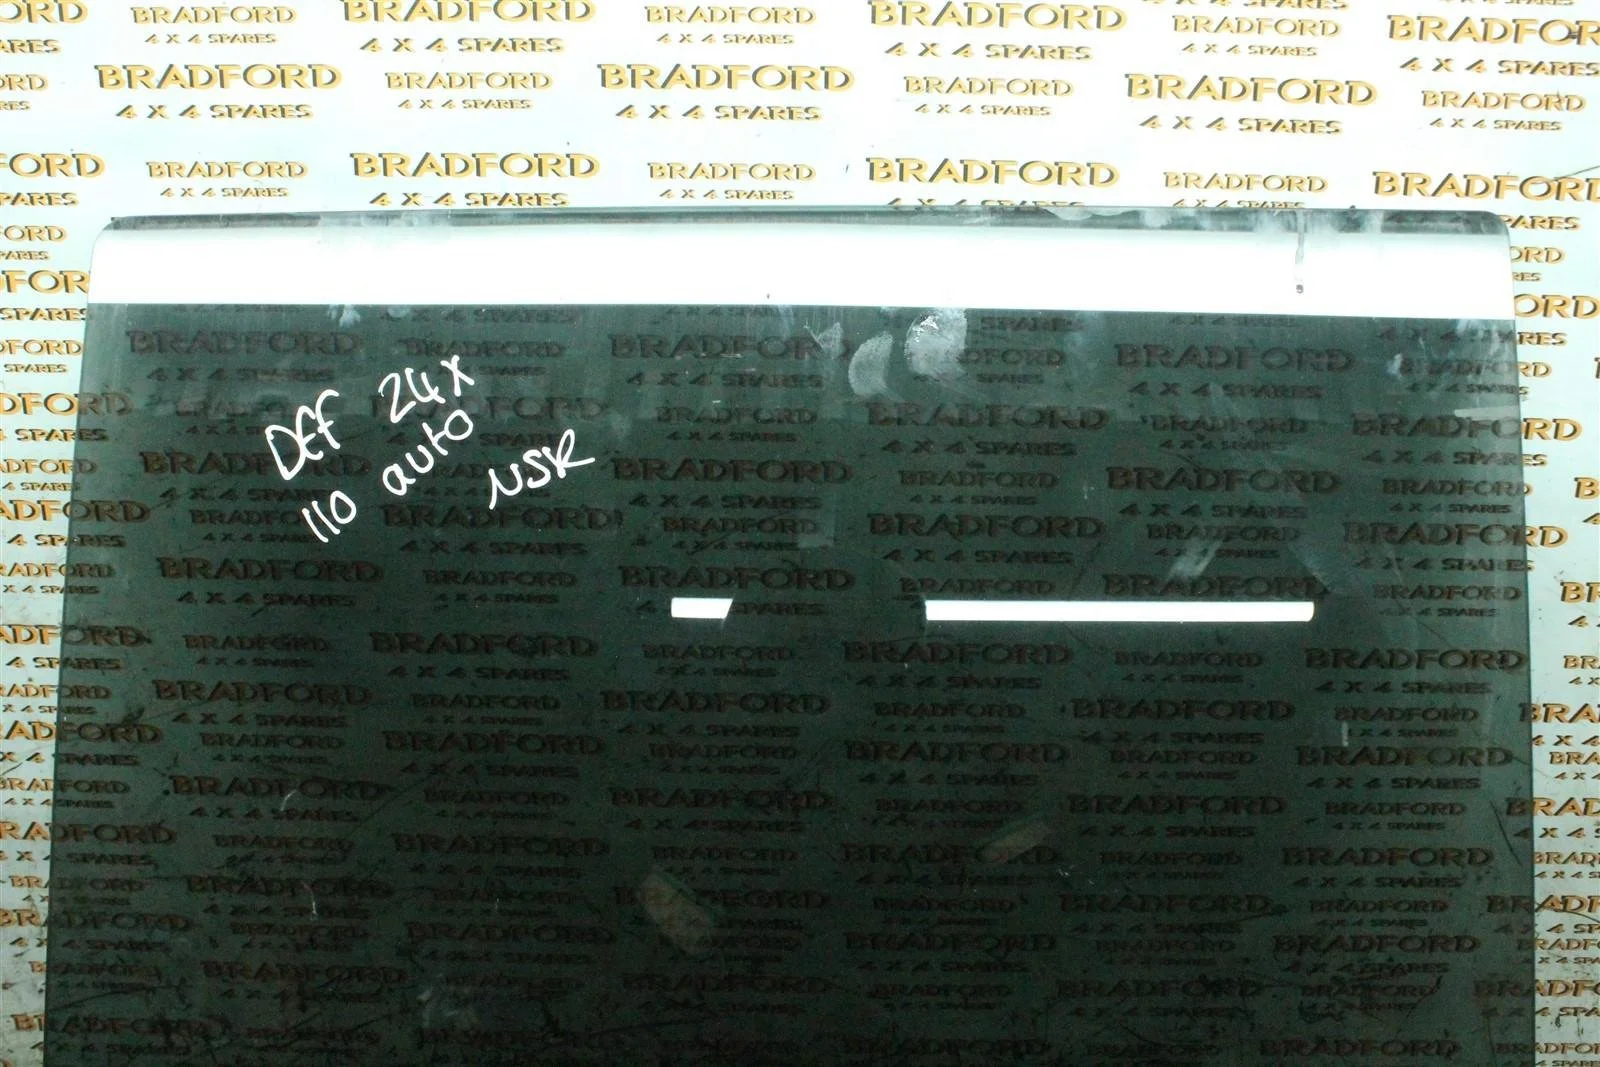 BRADFORD
4 X 4 SPARES
DEF 24X
110 auto
NSR